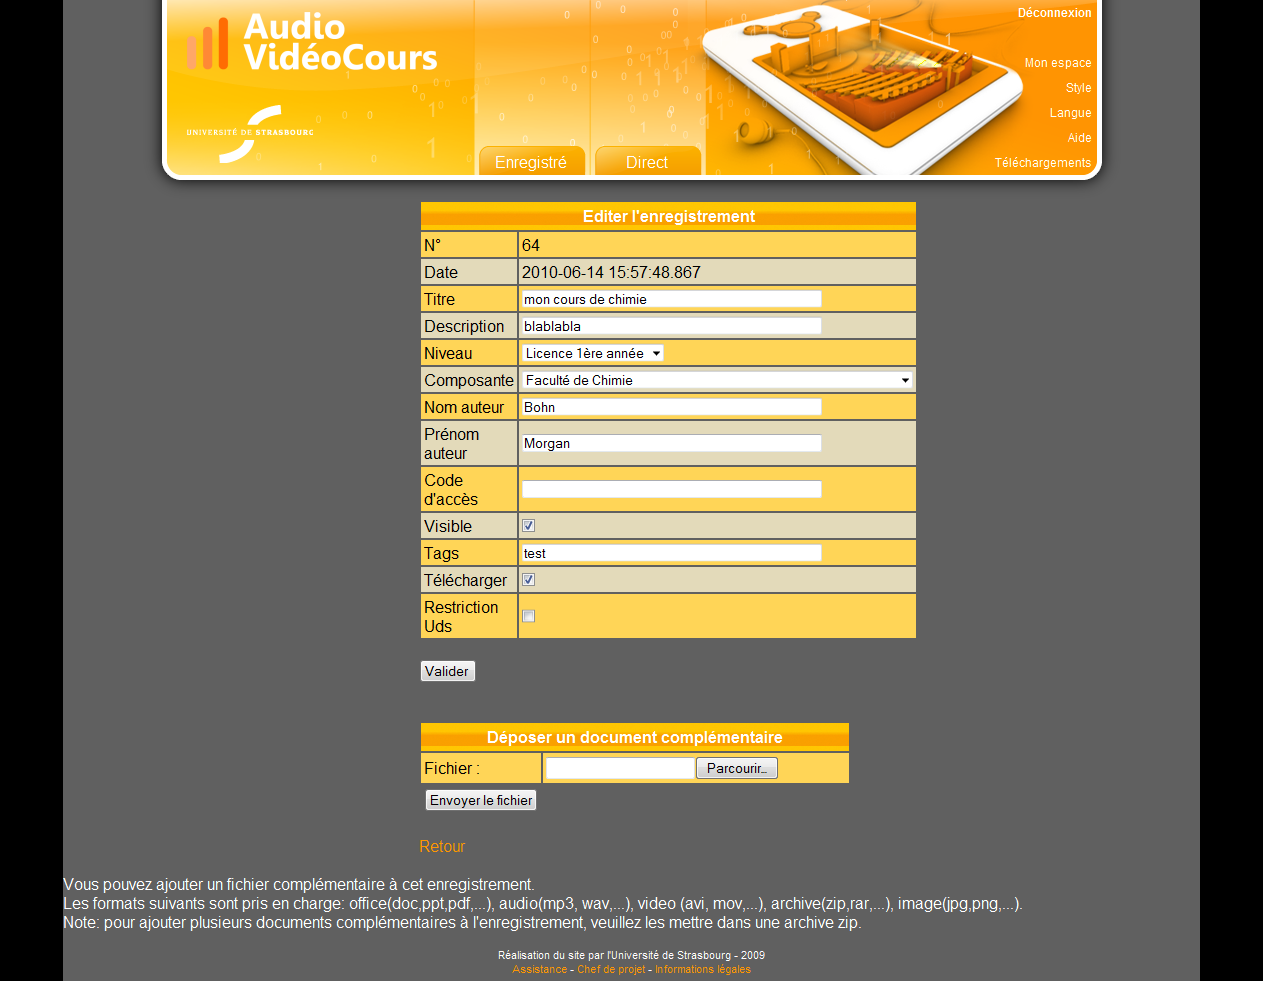 Audio
VidéoCours
UNIVERSITÉ DE STRASBOURG
Enregistré
Direct
Déconnexion
Mon espace
Style
Langue
Aide
Téléchargements
Editer l'enregistrement
N° 64
Date 2010-06-14 15:57:48.867
Titre mon cours de chimie
Description blablabla
Niveau Licence 1ère année
Composante Faculté de Chimie
Nom auteur Bohn
Prénom
auteur Morgan
Code
d'accès
Visible
Tags test
Télécharger
Restriction
Uds
Valider
Déposer un document complémentaire
Fichier : Parcourir...
Envoyer le fichier
Retour
Vous pouvez ajouter un fichier complémentaire à cet enregistrement.
Les formats suivants sont pris en charge: office(doc,ppt,pdf,...), audio(mp3, wav,...), video (avi, mov,...), archive(zip,rar,...), image(jpg,png,...).
Note: pour ajouter plusieurs documents complémentaires à l'enregistrement, veuillez les mettre dans une archive zip.
Réalisation du site par l'Université de Strasbourg - 2009
Assistance - Chef de projet - Informations légales